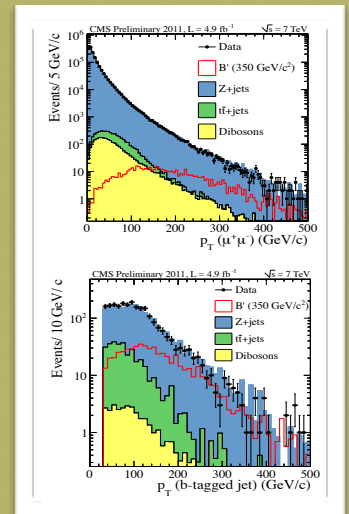 CMS Preliminary 2011, L = 4.9 fb⁻¹ √s = 7 TeV
Events/ 5 GeV/c
10⁶
10⁵
10⁴
10³
10²
10
1
Data
B' (350 GeV/c²)
Z+jets
tt̄+jets
Dibosons
0 100 200 300 400 500
p_T (μ⁺μ⁻) (GeV/c)
CMS Preliminary 2011, L = 4.9 fb⁻¹ √s = 7 TeV
Events/ 10 GeV/ c
10²
10
1
Data
B' (350 GeV/c²)
Z+jets
tt̄+jets
Dibosons
0 100 200 300 400 500
p_T (b-tagged jet) (GeV/c)